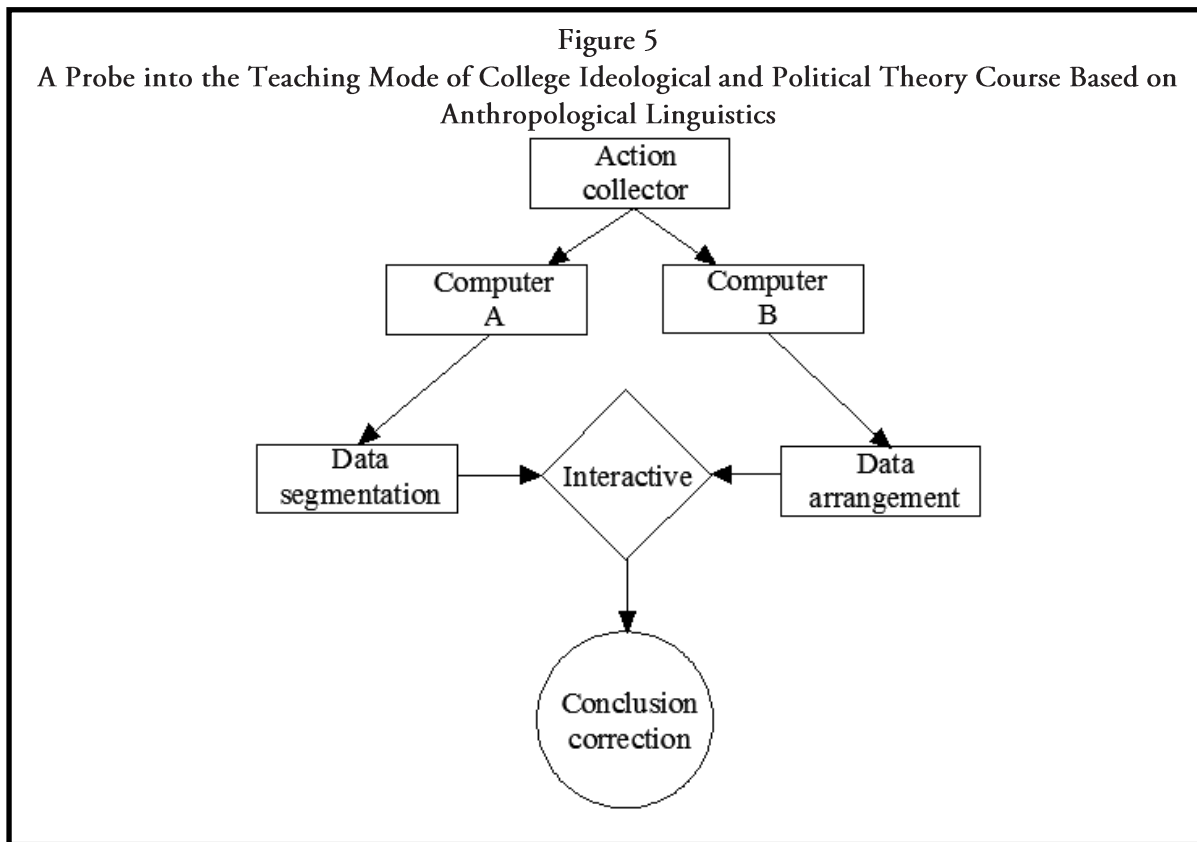 Figure 5
A Probe into the Teaching Mode of College Ideological and Political Theory Course Based on
Anthropological Linguistics
Action
collector
Computer
A
Computer
B
Data
segmentation
Interactive
Data
arrangement
Conclusion
correction